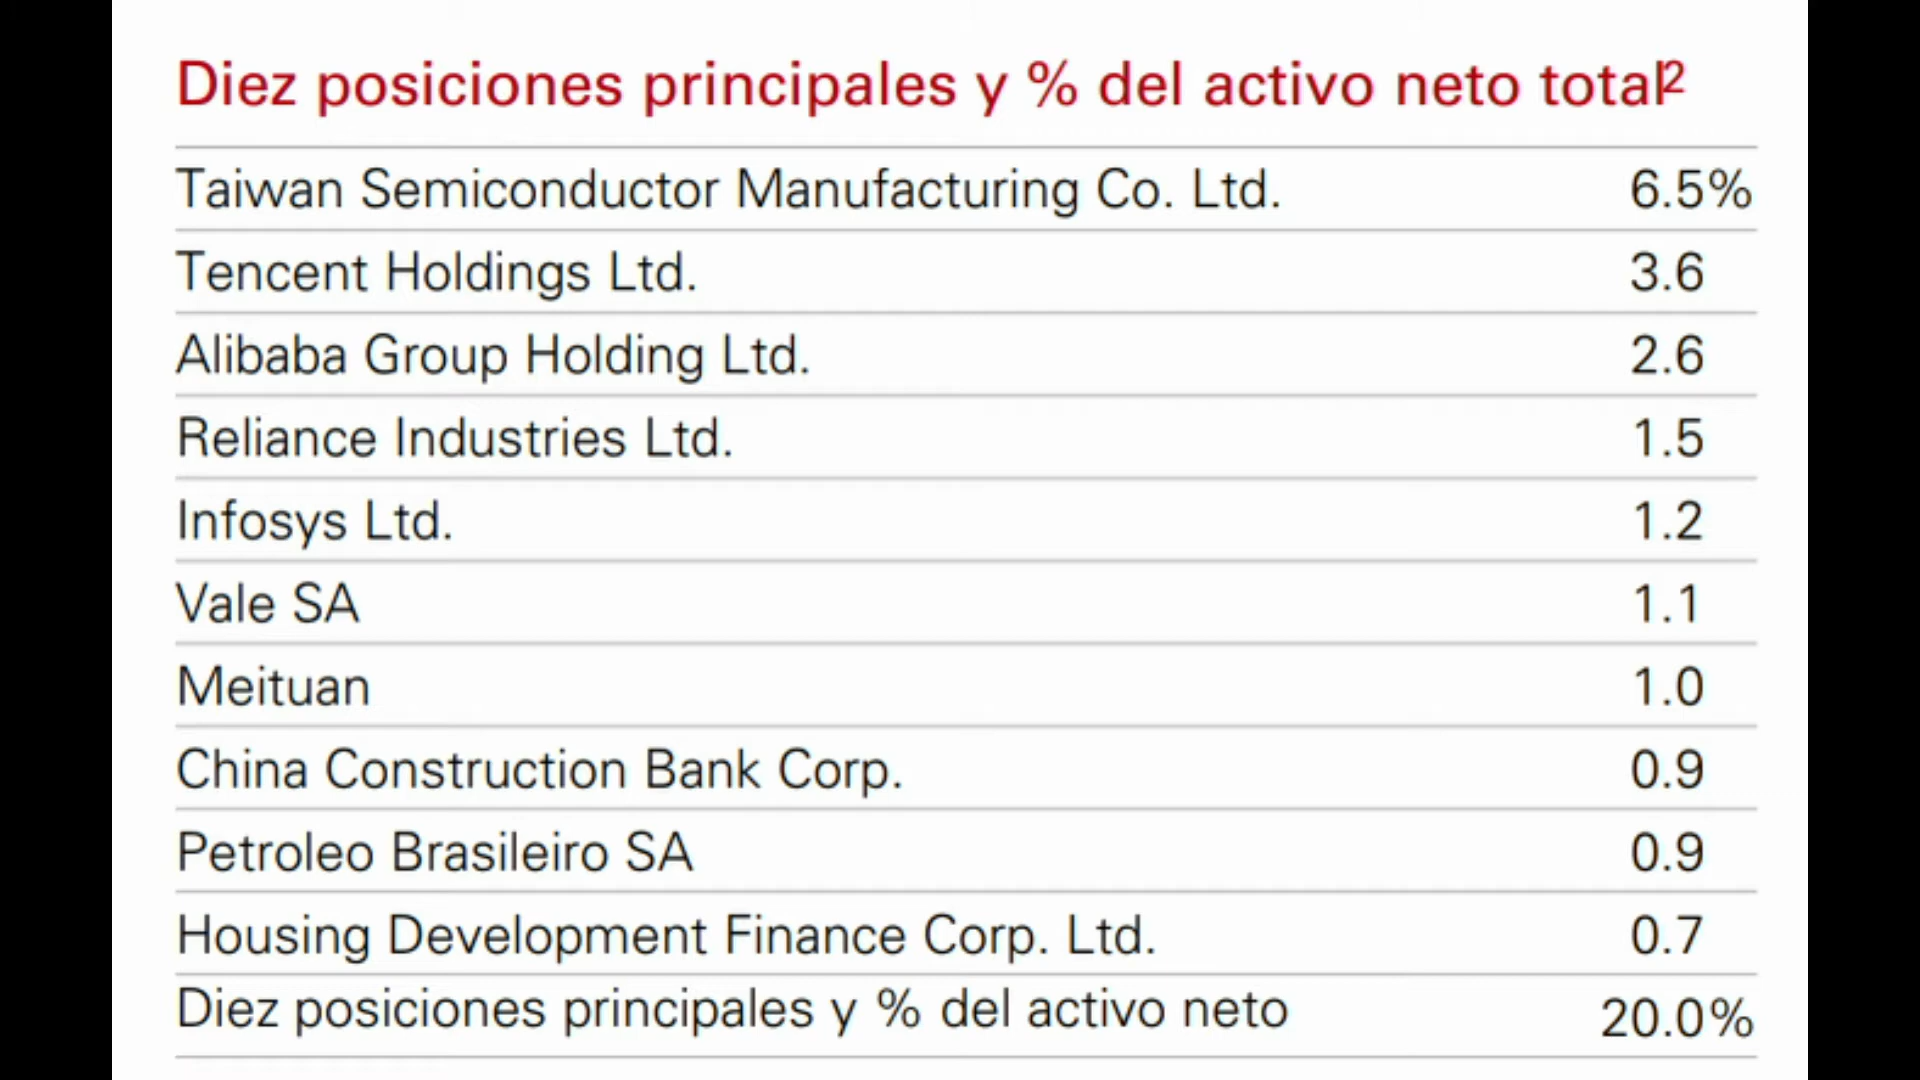 Diez posiciones principales y % del activo neto total²
Taiwan Semiconductor Manufacturing Co. Ltd. 6.5%
Tencent Holdings Ltd. 3.6
Alibaba Group Holding Ltd. 2.6
Reliance Industries Ltd. 1.5
Infosys Ltd. 1.2
Vale SA 1.1
Meituan 1.0
China Construction Bank Corp. 0.9
Petroleo Brasileiro SA 0.9
Housing Development Finance Corp. Ltd. 0.7
Diez posiciones principales y % del activo neto 20.0%